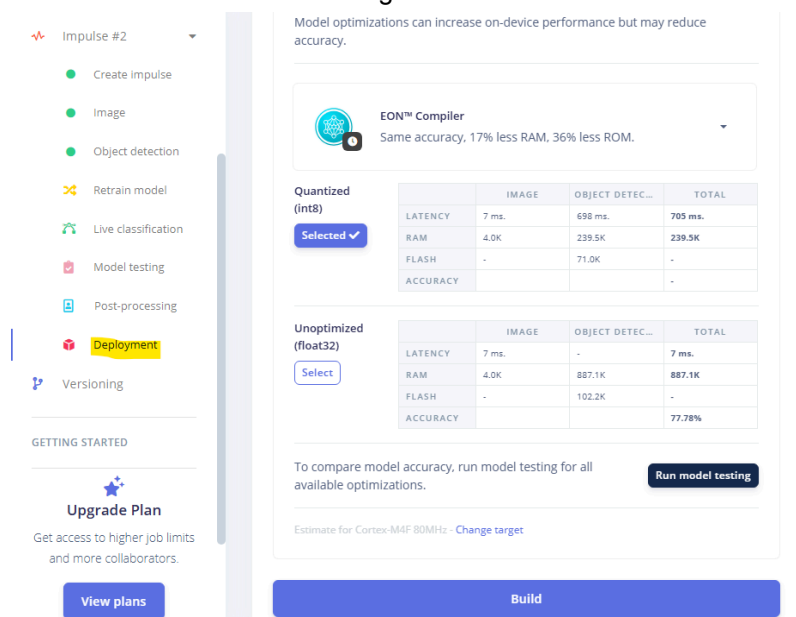 Model optimizations can increase on-device performance but may reduce
accuracy.
Impulse #2
Create impulse
Image
Object detection
Retrain model
Live classification
Model testing
Post-processing
Deployment
Versioning
GETTING STARTED
Upgrade Plan
Get access to higher job limits
and more collaborators.
View plans
EON™ Compiler
Same accuracy, 17% less RAM, 36% less ROM.
Quantized
(int8)
Selected ✔
IMAGE OBJECT DETEC... TOTAL
LATENCY 7 ms. 698 ms. 705 ms.
RAM 4.0K 239.5K 239.5K
FLASH - 71.0K -
ACCURACY -
Unoptimized
(float32)
Select
IMAGE OBJECT DETEC... TOTAL
LATENCY 7 ms. - 7 ms.
RAM 4.0K 887.1K 887.1K
FLASH - 102.2K -
ACCURACY 77.78%
To compare model accuracy, run model testing for all
available optimizations.
Run model testing
Estimate for Cortex-M4F 80MHz - Change target
Build